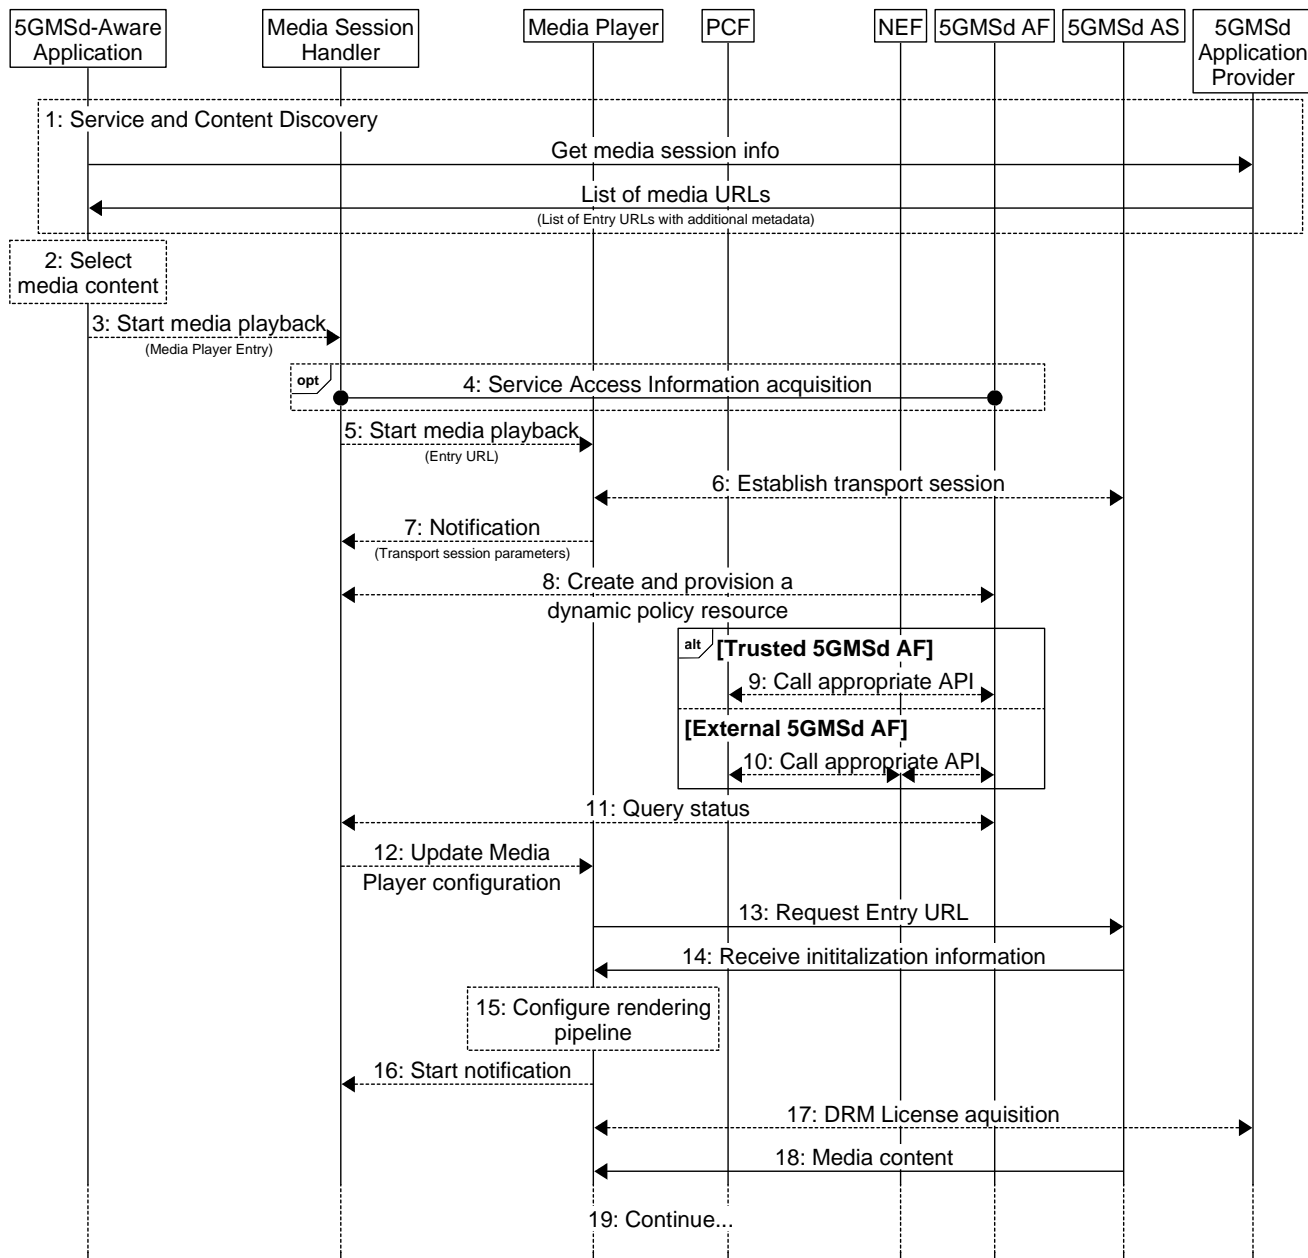 5GMSd-Aware
Application
Media Session
Handler
Media Player
PCF
NEF
5GMSd AF
5GMSd AS
5GMSd
Application
Provider
1: Service and Content Discovery
Get media session info
List of media URLs
(List of Entry URLs with additional metadata)
2: Select
media content
3: Start media playback
(Media Player Entry)
opt
4: Service Access Information acquisition
5: Start media playback
(Entry URL)
6: Establish transport session
7: Notification
(Transport session parameters)
8: Create and provision a
dynamic policy resource
alt
[Trusted 5GMSd AF]
9: Call appropriate API
[External 5GMSd AF]
10: Call appropriate API
11: Query status
12: Update Media
Player configuration
13: Request Entry URL
14: Receive inititalization information
15: Configure rendering
pipeline
16: Start notification
17: DRM License aquisition
18: Media content
19: Continue...